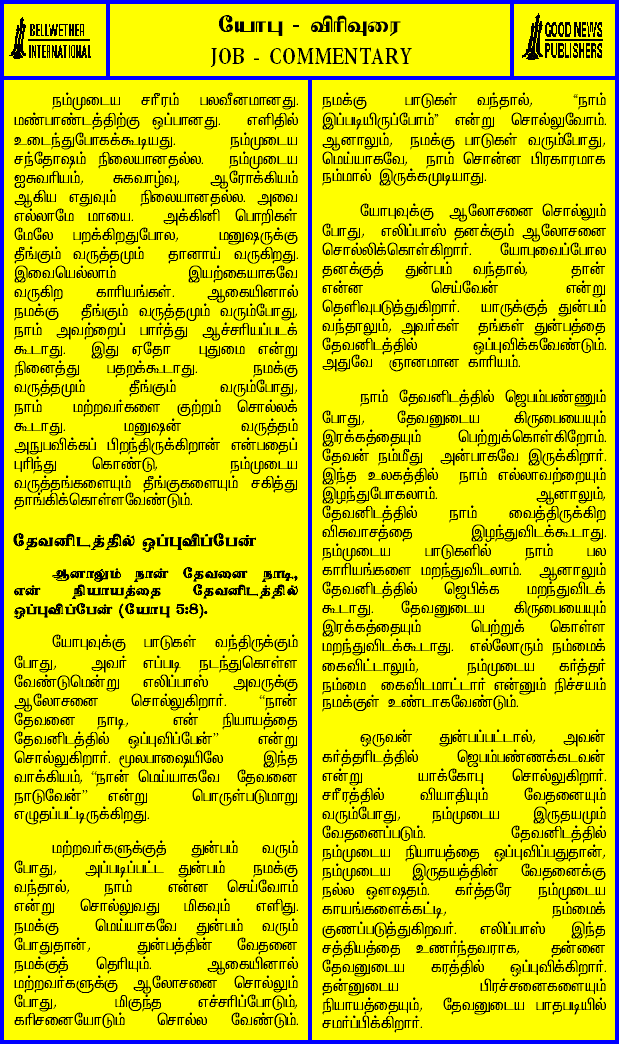 BELLWETHER
INTERNATIONAL
யோபு - விரிவுரை
JOB - COMMENTARY
GOOD NEWS
PUBLISHERS
நம்முடைய சரீரம் பலவீனமானது.
மண்பாண்டத்திற்கு ஒப்பானது. எளிதில்
உடைந்துபோகக்கூடியது. நம்முடைய
சந்தோஷம் நிலையானதல்ல. நம்முடைய
ஐசுவரியம், சுகவாழ்வு, ஆரோக்கியம்
ஆகிய எதுவும் நிலையானதல்ல. அவை
எல்லாமே மாயை. அக்கினி பொறிகள்
மேலே பறக்கிறதுபோல, மனுஷருக்கு
தீங்கும் வருத்தமும் தானாய் வருகிறது.
இவையெல்லாம் இயற்கையாகவே
வருகிற காரியங்கள். ஆகையினால்
நமக்கு தீங்கும் வருத்தமும் வரும்போது,
நாம் அவற்றைப் பார்த்து ஆச்சரியப்படக்
கூடாது. இது ஏதோ புதுமை என்று
நினைத்து பதறக்கூடாது. நமக்கு
வருத்தமும் தீங்கும் வரும்போது,
நாம் மற்றவர்களை குற்றம் சொல்லக்
கூடாது. மனுஷன் வருத்தம்
அநுபவிக்கப் பிறந்திருக்கிறான் என்பதைப்
புரிந்து கொண்டு, நம்முடைய
வருத்தங்களையும் தீங்குகளையும் சகித்து
தாங்கிக்கொள்ளவேண்டும்.
தேவனிடத்தில் ஒப்புவிப்பேன்
ஆனாலும் நான் தேவனை நாடி,
என் நியாயத்தை தேவனிடத்தில்
ஒப்புவிப்பேன் (யோபு 5:8).
யோபுவுக்கு பாடுகள் வந்திருக்கும்
போது, அவர் எப்படி நடந்துகொள்ள
வேண்டுமென்று எலிப்பாஸ் அவருக்கு
ஆலோசனை சொல்லுகிறார். “நான்
தேவனை நாடி, என் நியாயத்தை
தேவனிடத்தில் ஒப்புவிப்பேன்” என்று
சொல்லுகிறார். மூலபாஷையிலே இந்த
வாக்கியம், “நான் மெய்யாகவே தேவனை
நாடுவேன்” என்று பொருள்படுமாறு
எழுதப்பட்டிருக்கிறது.
மற்றவர்களுக்குத் துன்பம் வரும்
போது, அப்படிப்பட்ட துன்பம் நமக்கு
வந்தால், நாம் என்ன செய்வோம்
என்று சொல்லுவது மிகவும் எளிது.
நமக்கு மெய்யாகவே துன்பம் வரும்
போதுதான், துன்பத்தின் வேதனை
நமக்குத் தெரியும். ஆகையினால்
மற்றவர்களுக்கு ஆலோசனை சொல்லும்
போது, மிகுந்த எச்சரிப்போடும்,
கரிசனையோடும் சொல்ல வேண்டும்.
நமக்கு பாடுகள் வந்தால், “நாம்
இப்படியிருப்போம்” என்று சொல்லுவோம்.
ஆனாலும், நமக்கு பாடுகள் வரும்போது,
மெய்யாகவே, நாம் சொன்ன பிரகாரமாக
நம்மால் இருக்கமுடியாது.
யோபுவுக்கு ஆலோசனை சொல்லும்
போது, எலிப்பாஸ் தனக்கும் ஆலோசனை
சொல்லிக்கொள்கிறார். யோபுவைப்போல
தனக்குத் துன்பம் வந்தால், தான்
என்ன செய்வேன் என்று
தெளிவுபடுத்துகிறார். யாருக்குத் துன்பம்
வந்தாலும், அவர்கள் தங்கள் துன்பத்தை
தேவனிடத்தில் ஒப்புவிக்கவேண்டும்.
அதுவே ஞானமான காரியம்.
நாம் தேவனிடத்தில் ஜெபம்பண்ணும்
போது, தேவனுடைய கிருபையையும்
இரக்கத்தையும் பெற்றுக்கொள்கிறோம்.
தேவன் நம்மீது அன்பாகவே இருக்கிறார்.
இந்த உலகத்தில் நாம் எல்லாவற்றையும்
இழந்துபோகலாம். ஆனாலும்,
தேவனிடத்தில் நாம் வைத்திருக்கிற
விசுவாசத்தை இழந்துவிடக்கூடாது.
நம்முடைய பாடுகளில் நாம் பல
காரியங்களை மறந்துவிடலாம். ஆனாலும்
தேவனிடத்தில் ஜெபிக்க மறந்துவிடக்
கூடாது. தேவனுடைய கிருபையையும்
இரக்கத்தையும் பெற்றுக் கொள்ள
மறந்துவிடக்கூடாது. எல்லோரும் நம்மைக்
கைவிட்டாலும், நம்முடைய கர்த்தர்
நம்மை கைவிடமாட்டார் என்னும் நிச்சயம்
நமக்குள் உண்டாகவேண்டும்.
ஒருவன் துன்பப்பட்டால், அவன்
கர்த்தரிடத்தில் ஜெபம்பண்ணக்கடவன்
என்று யாக்கோபு சொல்லுகிறார்.
சரீரத்தில் வியாதியும் வேதனையும்
வரும்போது, நம்முடைய இருதயமும்
வேதனைப்படும். தேவனிடத்தில்
நம்முடைய நியாயத்தை ஒப்புவிப்பதுதான்,
நம்முடைய இருதயத்தின் வேதனைக்கு
நல்ல ஔஷதம். கர்த்தரே நம்முடைய
காயங்களைக்கட்டி, நம்மைக்
குணப்படுத்துகிறவர். எலிப்பாஸ் இந்த
சத்தியத்தை உணர்ந்தவராக, தன்னை
தேவனுடைய கரத்தில் ஒப்புவிக்கிறார்.
தன்னுடைய பிரச்சனைகளையும்
நியாயத்தையும், தேவனுடைய பாதபடியில்
சமர்ப்பிக்கிறார்.